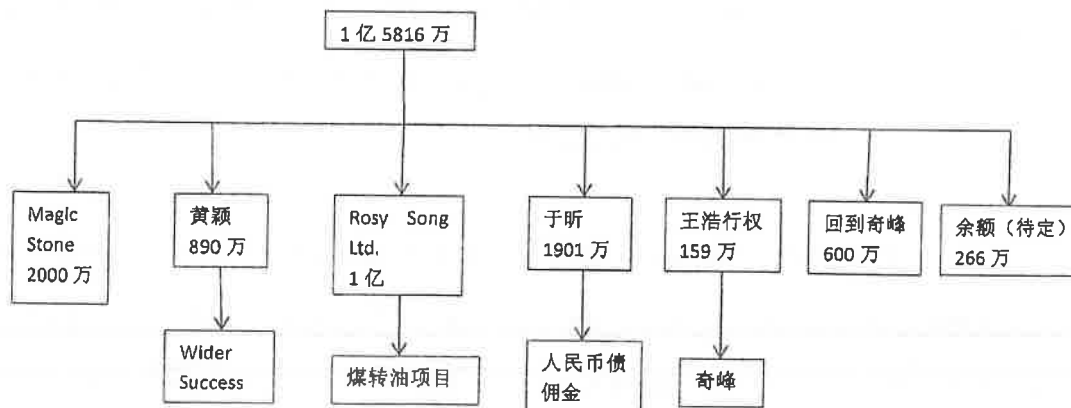 1 亿 5816 万
Magic
Stone
2000 万
黄颖
890 万
Rosy Song
Ltd.
1 亿
于昕
1901 万
王浩行权
159 万
回到奇峰
600 万
余额（待定）
266 万
Wider
Success
煤转油项目
人民币债
佣金
奇峰